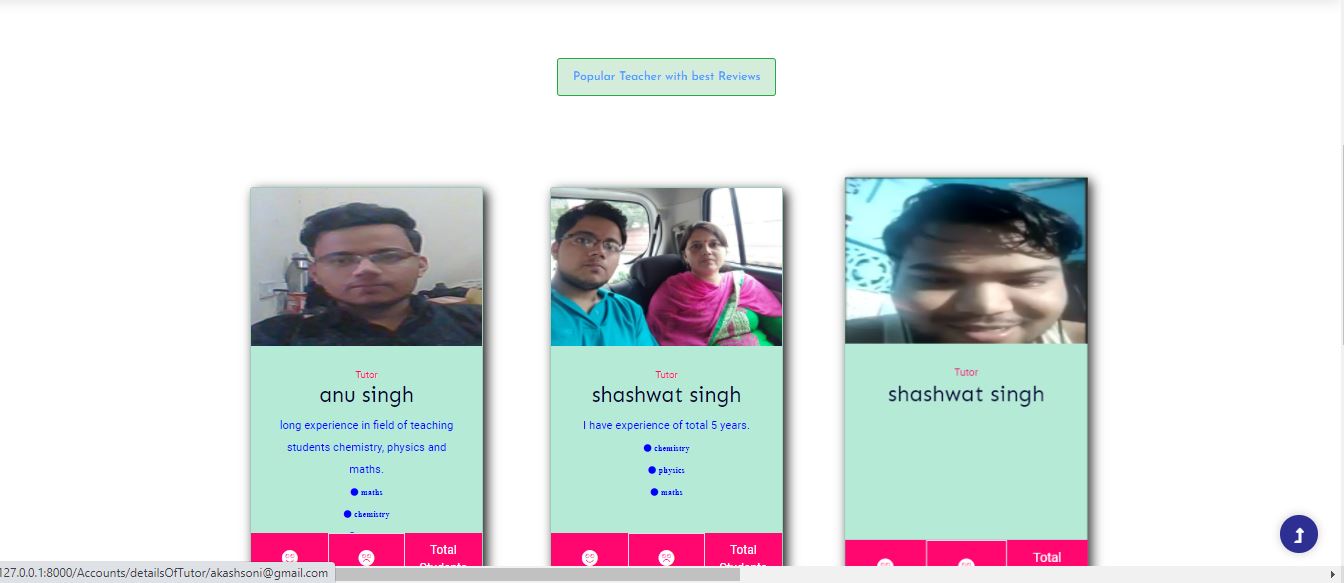 Popular Teacher with best Reviews
Tutor
anu singh
long experience in field of teaching
students chemistry, physics and
maths.
● maths
● chemistry
Total
Students
Tutor
shashwat singh
I have experience of total 5 years.
● chemistry
● physics
● maths
Total
Students
Tutor
shashwat singh
Total
127.0.0.1:8000/Accounts/detailsOfTutor/akashsoni@gmail.com